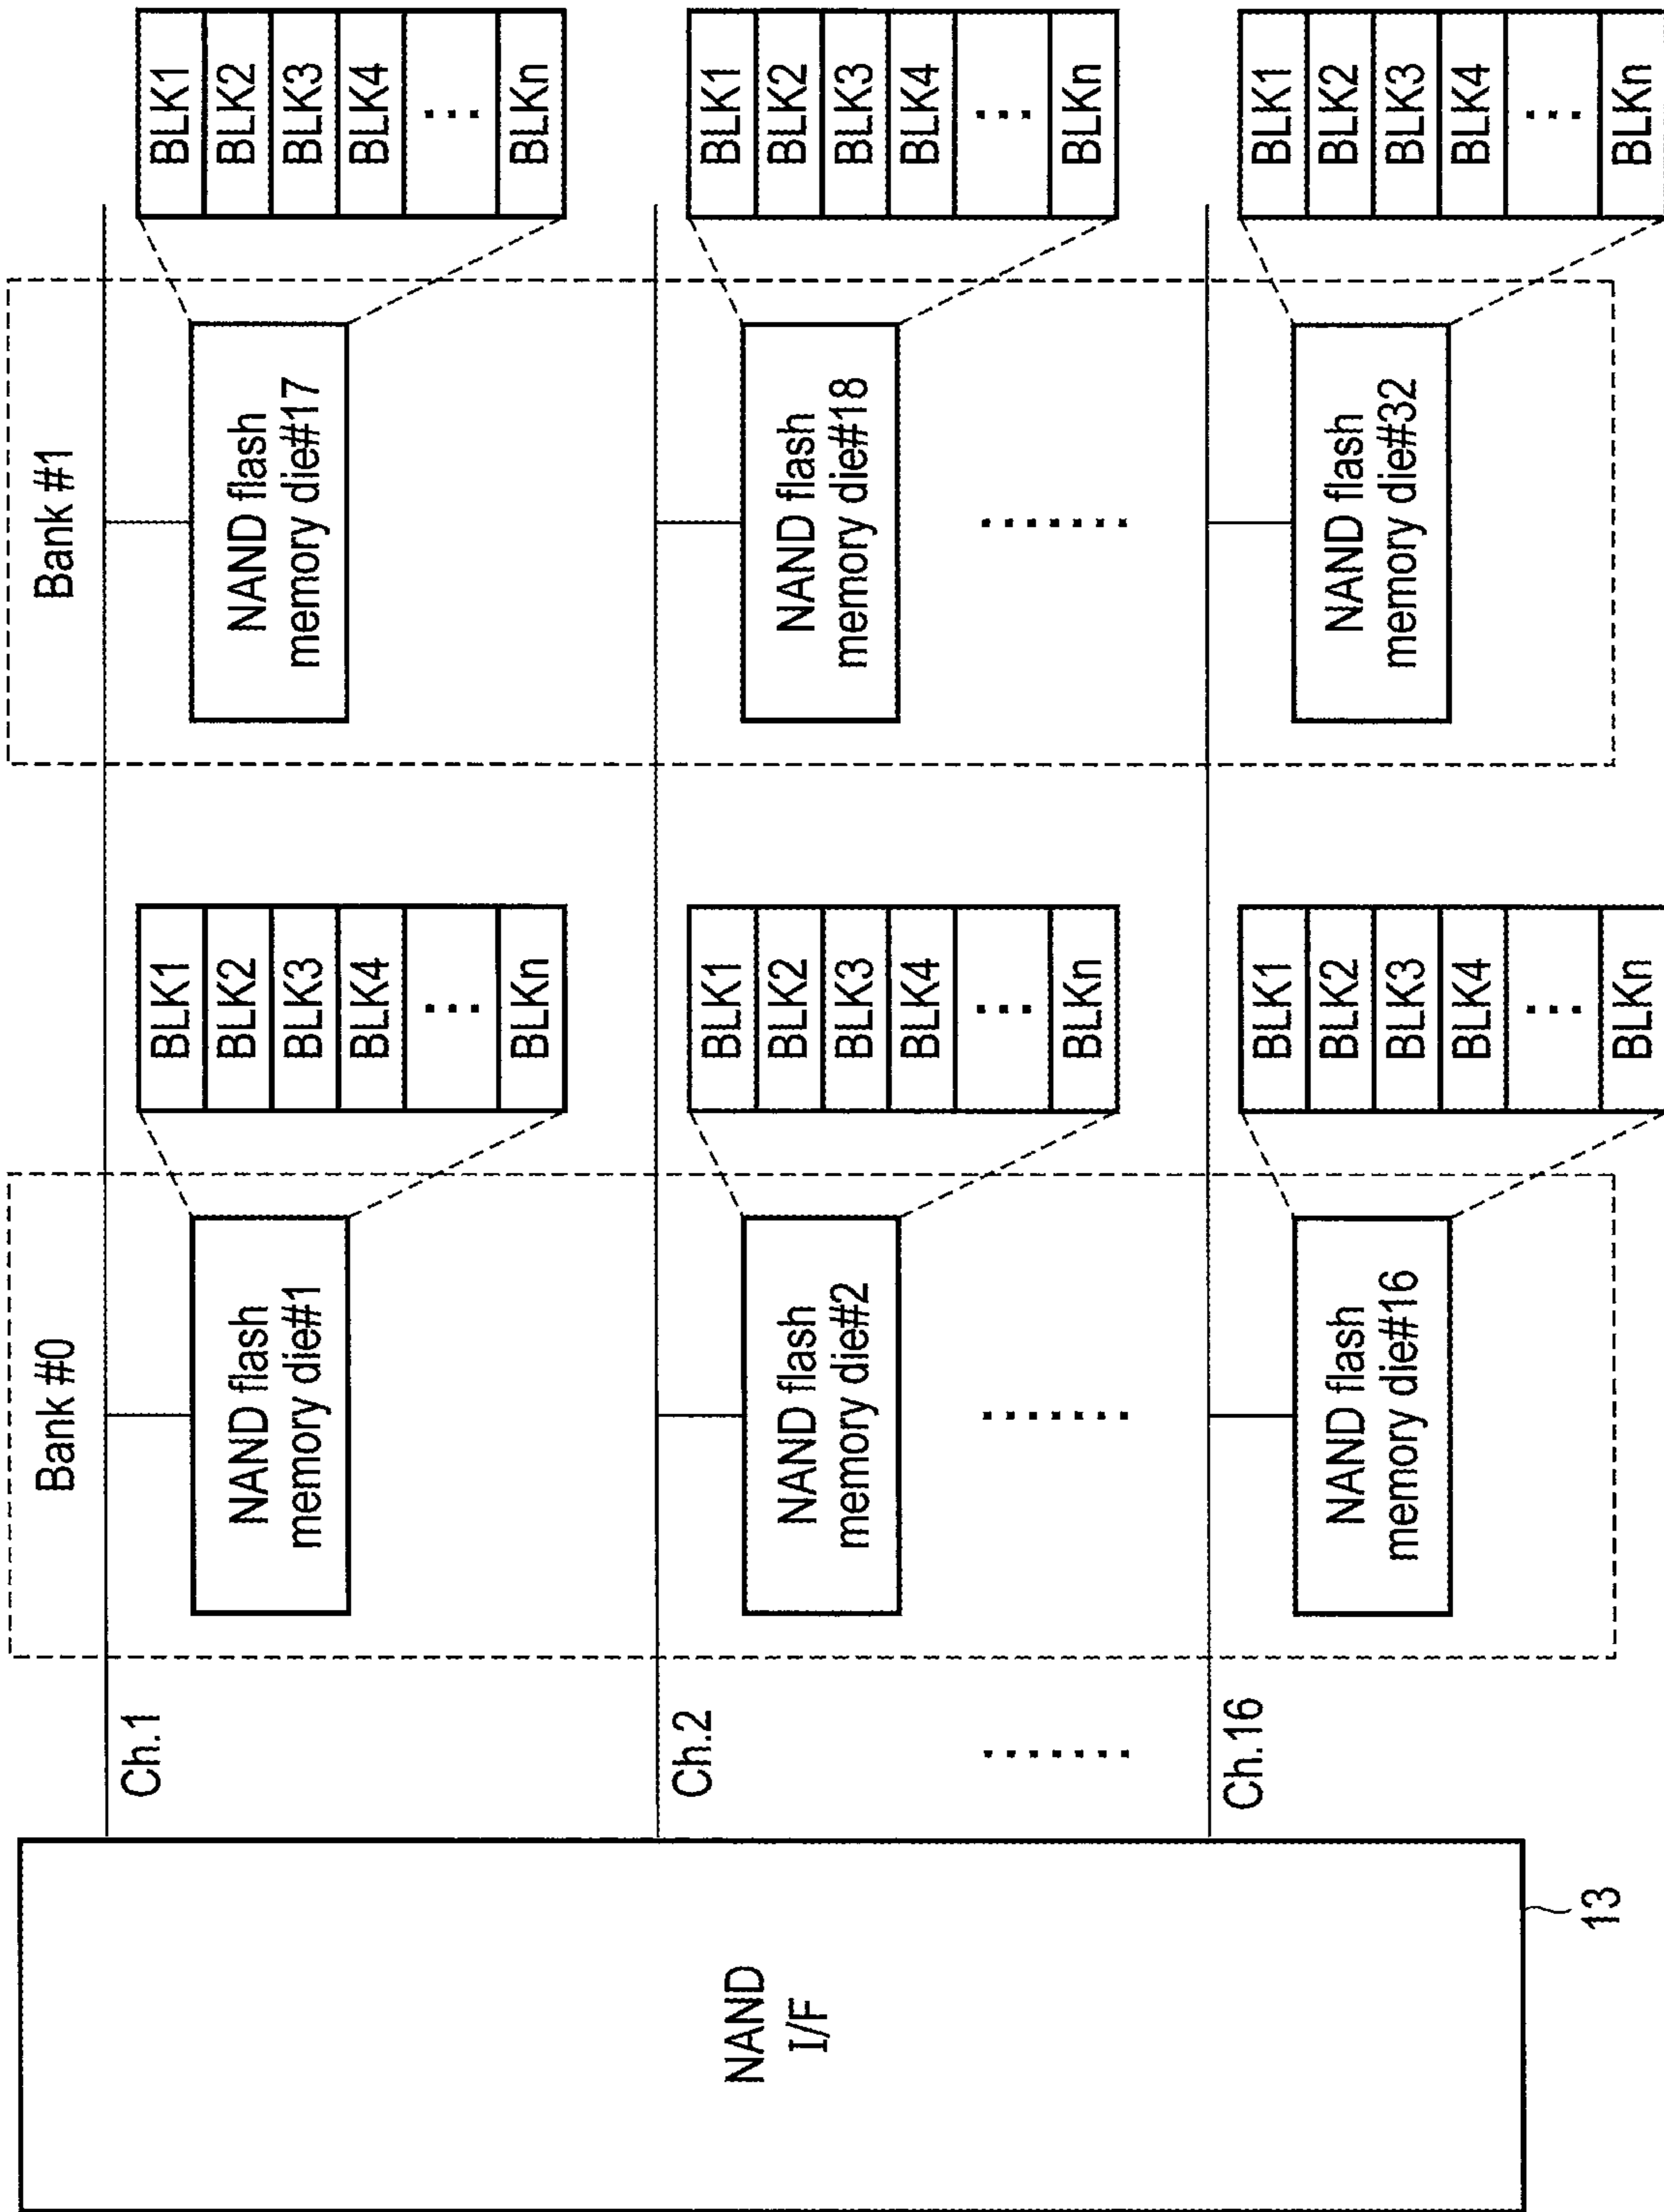 Bank #0
Bank #1
Ch.1
NAND flash
memory die#1
BLK1
BLK2
BLK3
BLK4
...
BLKn
NAND flash
memory die#17
BLK1
BLK2
BLK3
BLK4
...
BLKn
NAND
I/F
Ch.2
NAND flash
memory die#2
BLK1
BLK2
BLK3
BLK4
...
BLKn
NAND flash
memory die#18
BLK1
BLK2
BLK3
BLK4
...
BLKn
.......
.......
.......
Ch.16
NAND flash
memory die#16
BLK1
BLK2
BLK3
BLK4
...
BLKn
NAND flash
memory die#32
BLK1
BLK2
BLK3
BLK4
...
BLKn
13